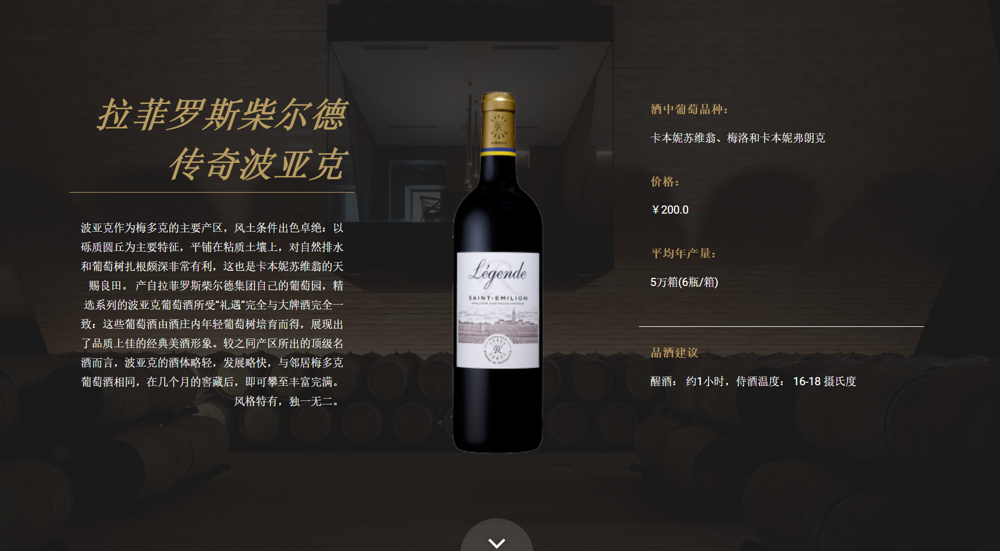 拉菲罗斯柴尔德
传奇波亚克
波亚克作为梅多克的主要产区，风土条件出色卓绝：以
砾质圆丘为主要特征，平铺在粘质土壤上，对自然排水
和葡萄树扎根颇深非常有利，这也是卡本妮苏维翁的天
赐良田。 产自拉菲罗斯柴尔德集团自己的葡萄园，精
选系列的波亚克葡萄酒所受“礼遇”完全与大牌酒完全一
致：这些葡萄酒由酒庄内年轻葡萄树培育而得，展现出
了品质上佳的经典美酒形象。较之同产区所出的顶级名
酒而言，波亚克的酒体略轻，发展略快，与邻居梅多克
葡萄酒相同，在几个月的窖藏后，即可攀至丰富完满。
风格特有，独一无二。
R
Légende
SAINT-EMILION
APPELLATION SAINT-EMILION CONTRÔLÉE
R
酒中葡萄品种：
卡本妮苏维翁、梅洛和卡本妮弗朗克
价格：
￥200.0
平均年产量：
5万箱(6瓶/箱)
品酒建议
醒酒： 约1小时，侍酒温度： 16-18 摄氏度